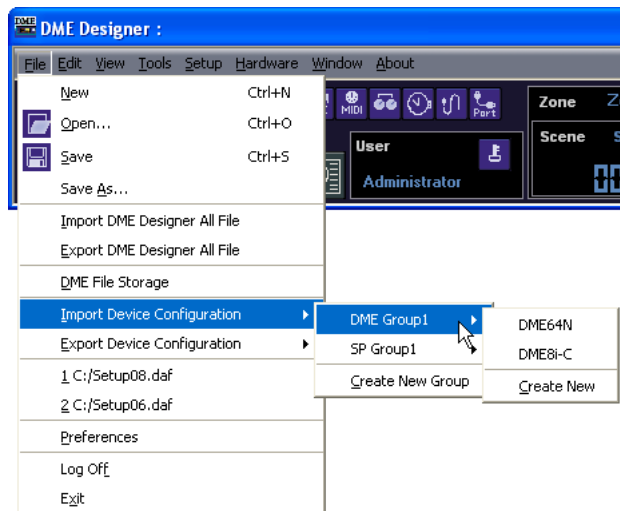 DME Designer :
File Edit View Tools Setup Hardware Window About
New Ctrl+N
Open... Ctrl+O
Save Ctrl+S
Save As...
Import DME Designer All File
Export DME Designer All File
DME File Storage
Import Device Configuration
Export Device Configuration
1 C:/Setup08.daf
2 C:/Setup06.daf
Preferences
Log Off
Exit
MIDI
Port
User
Administrator
Zone
Scene
DME Group1
SP Group1
Create New Group
DME64N
DME8i-C
Create New